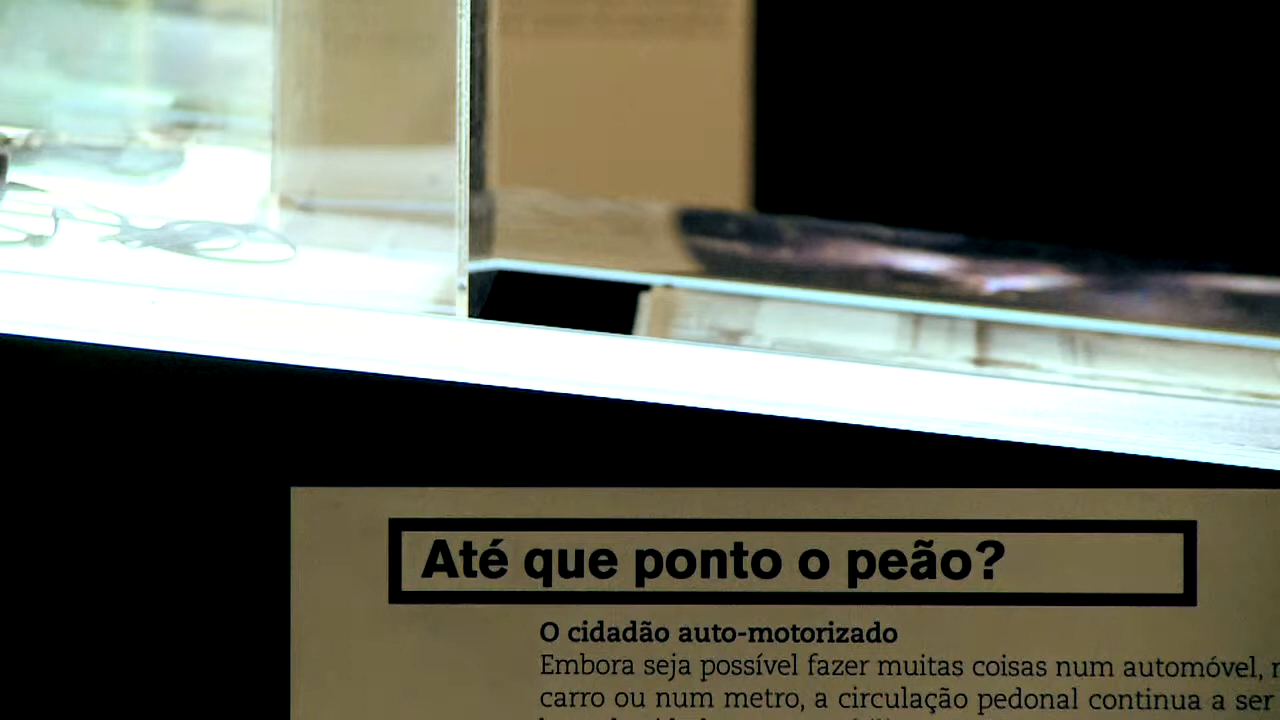 Até que ponto o peão?
O cidadão auto-motorizado
Embora seja possível fazer muitas coisas num automóvel,
carro ou num metro, a circulação pedonal continua a ser